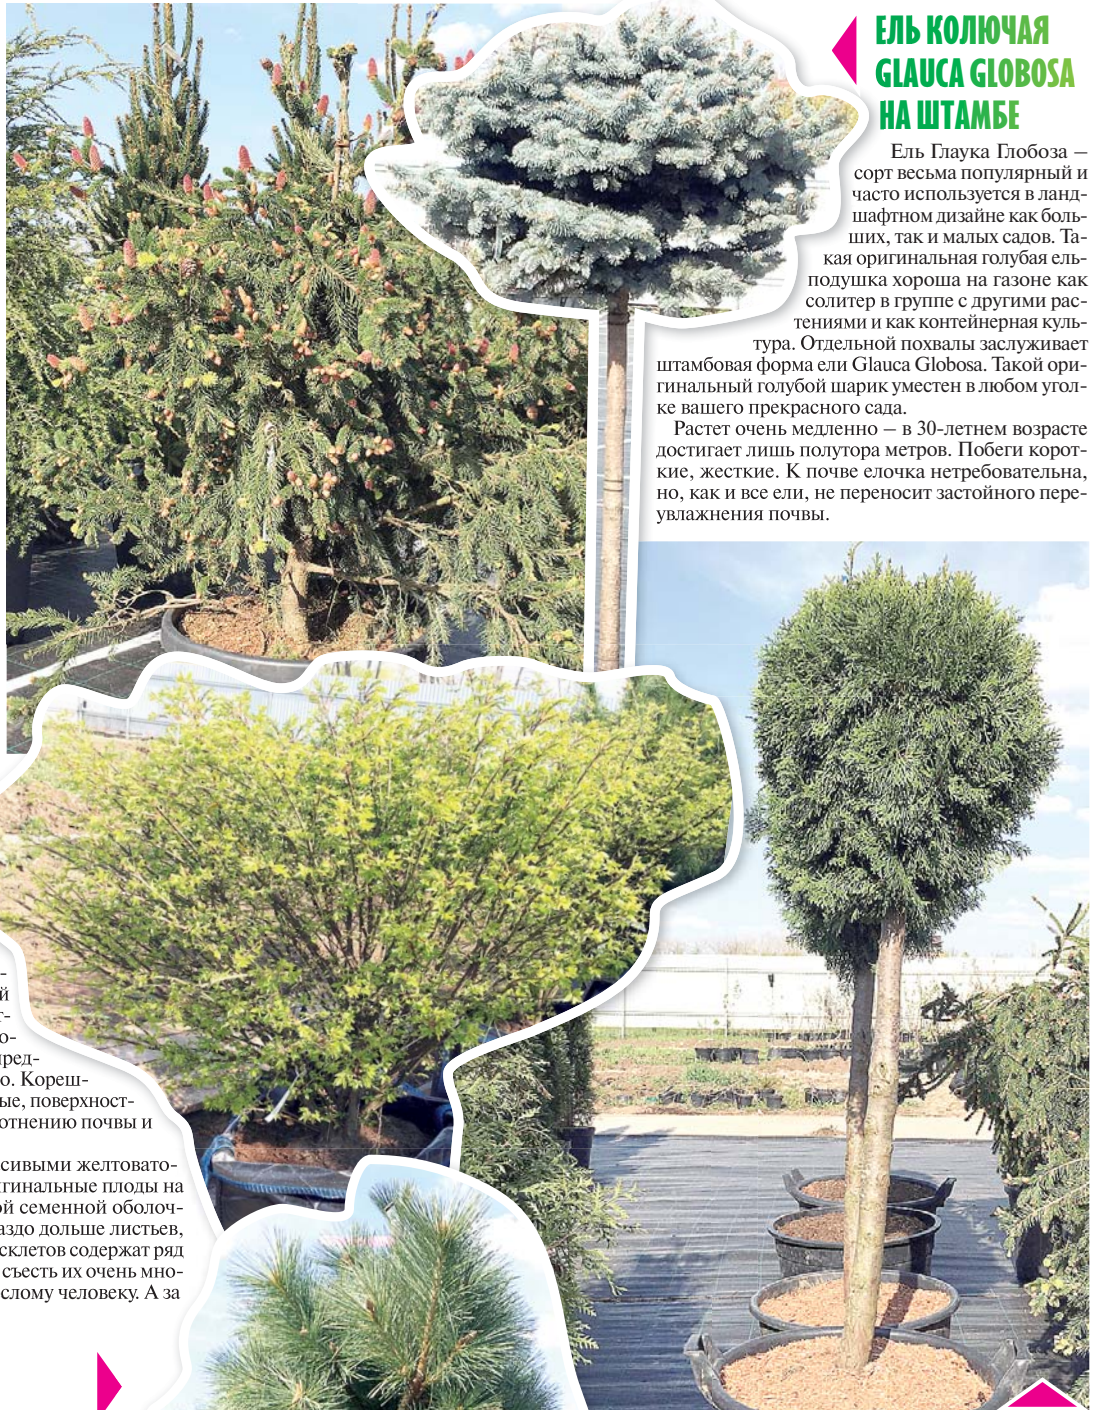 ЕЛЬ КОЛЮЧАЯ
GLAUCA GLOBOSA
НА ШТАМБЕ
Ель Глаука Глобоза –
сорт весьма популярный и
часто используется в ланд-
шафтном дизайне как боль-
ших, так и малых садов. Та-
кая оригинальная голубая ель-
подушка хороша на газоне как
солитер в группе с другими рас-
тениями и как контейнерная куль-
тура. Отдельной похвалы заслуживает
штамбовая форма ели Glauca Globosa. Такой ори-
гинальный голубой шарик уместен в любом угол-
ке вашего прекрасного сада.
Растет очень медленно – в 30-летнем возрасте
достигает лишь полутора метров. Побеги корот-
кие, жесткие. К почве елочка нетребовательна,
но, как и все ели, не переносит застойного пере-
увлажнения почвы.
-
й
т-
о-
пред-
о. Кореш-
ые, поверхност-
отнению почвы и
сивыми желтовато-
гинальные плоды на
ой семенной оболоч-
аздо дольше листьев,
склетов содержат ряд
съесть их очень мно-
слому человеку. А за